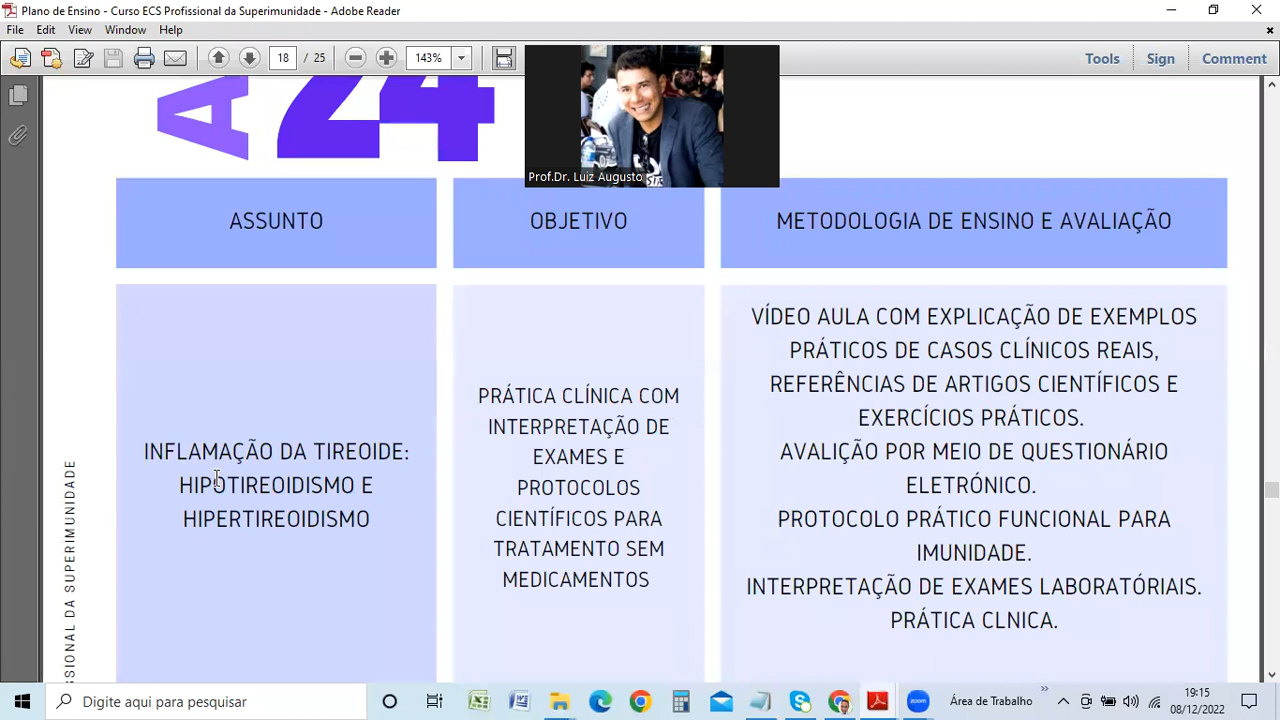 Plano de Ensino - Curso ECS Profissional da Superimunidade.pdf - Adobe Reader
File Edit View Window Help
18 / 25 143% Tools Sign Comment
A 24
Prof.Dr. Luiz Augusto
ASSUNTO
OBJETIVO
METODOLOGIA DE ENSINO E AVALIAÇÃO
INFLAMAÇÃO DA TIREOIDE:
HIPOTIREOIDISMO E
HIPERTIREOIDISMO
PRÁTICA CLÍNICA COM
INTERPRETAÇÃO DE
EXAMES E
PROTOCOLOS
CIENTÍFICOS PARA
TRATAMENTO SEM
MEDICAMENTOS
VÍDEO AULA COM EXPLICAÇÃO DE EXEMPLOS
PRÁTICOS DE CASOS CLÍNICOS REAIS,
REFERÊNCIAS DE ARTIGOS CIENTÍFICOS E
EXERCÍCIOS PRÁTICOS.
AVALIÇÃO POR MEIO DE QUESTIONÁRIO
ELETRÓNICO.
PROTOCOLO PRÁTICO FUNCIONAL PARA
IMUNIDADE.
INTERPRETAÇÃO DE EXAMES LABORATÓRIAIS.
PRÁTICA CLNICA.
SSIONAL DA SUPERIMUNIDADE
Digite aqui para pesquisar
Área de Trabalho
19:15
08/12/2022